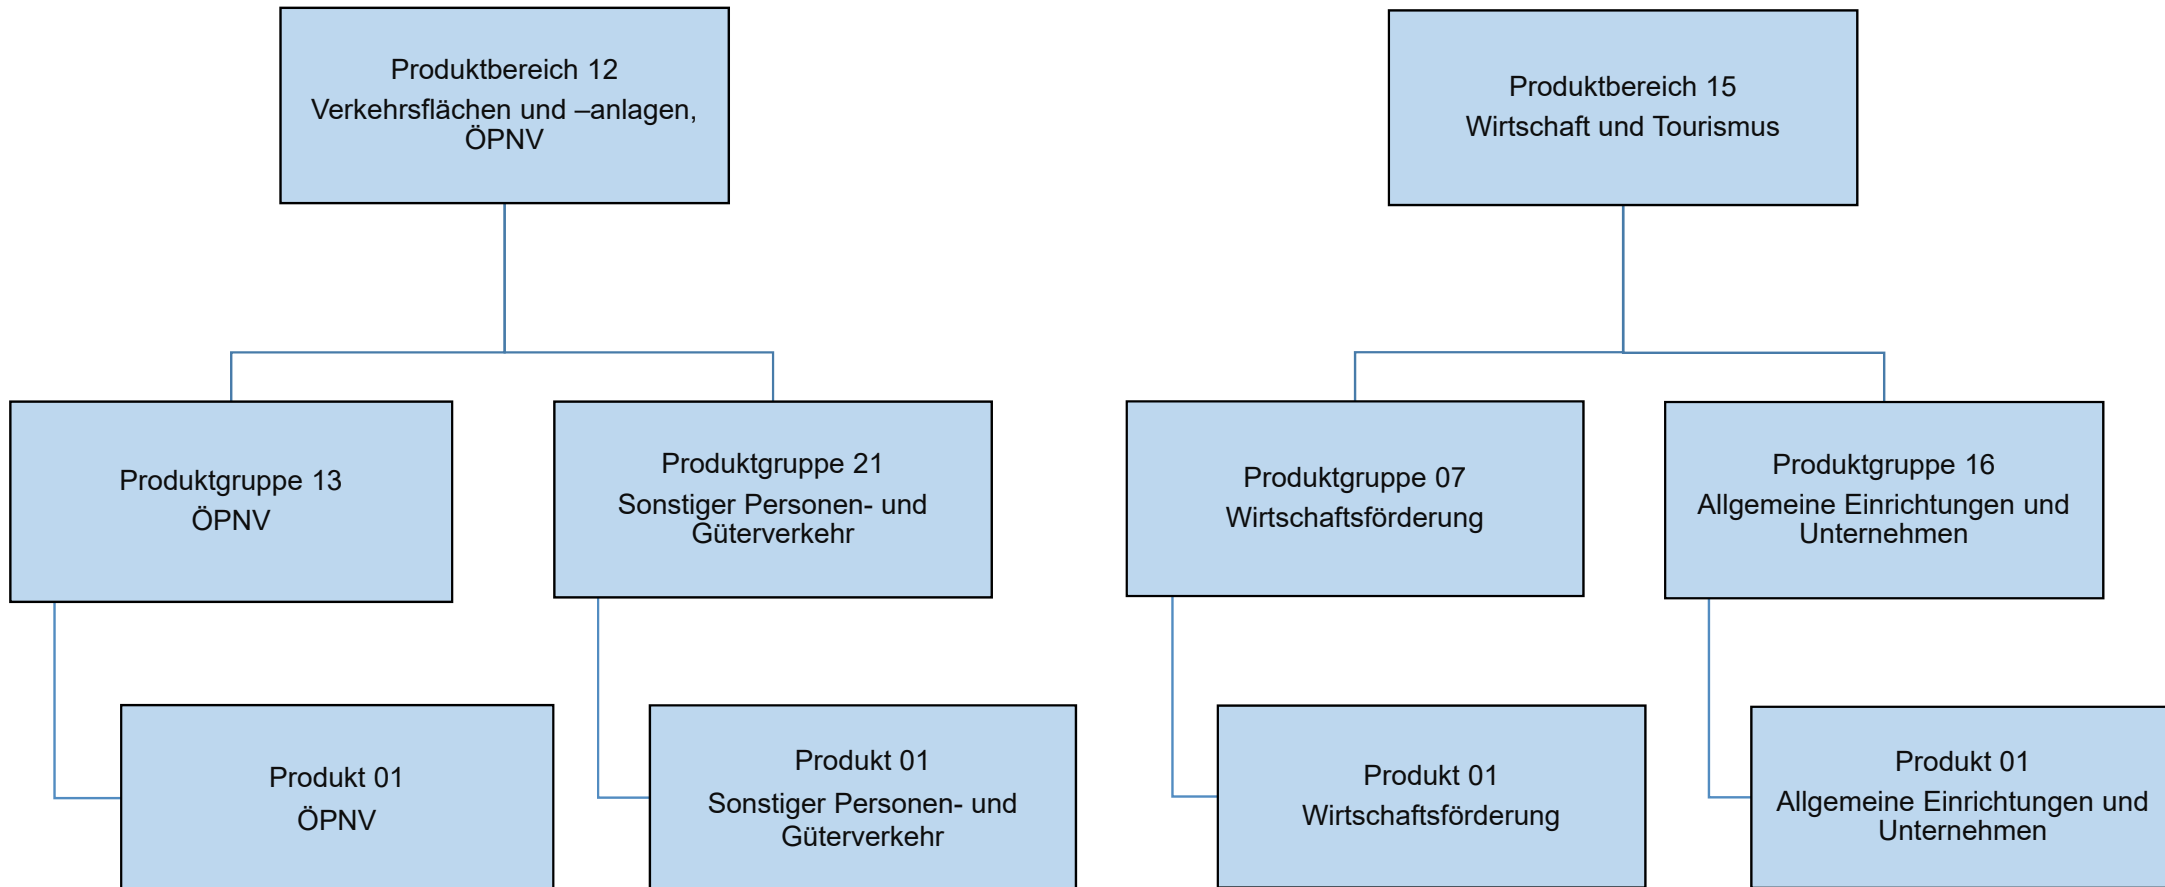 Produktbereich 12
Verkehrsflächen und –anlagen,
ÖPNV
Produktbereich 15
Wirtschaft und Tourismus
Produktgruppe 13
ÖPNV
Produktgruppe 21
Sonstiger Personen- und
Güterverkehr
Produktgruppe 07
Wirtschaftsförderung
Produktgruppe 16
Allgemeine Einrichtungen und
Unternehmen
Produkt 01
ÖPNV
Produkt 01
Sonstiger Personen- und
Güterverkehr
Produkt 01
Wirtschaftsförderung
Produkt 01
Allgemeine Einrichtungen und
Unternehmen